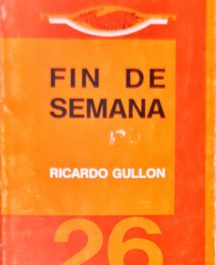 FIN DE
SEMANA
RICARDO GULLON
26